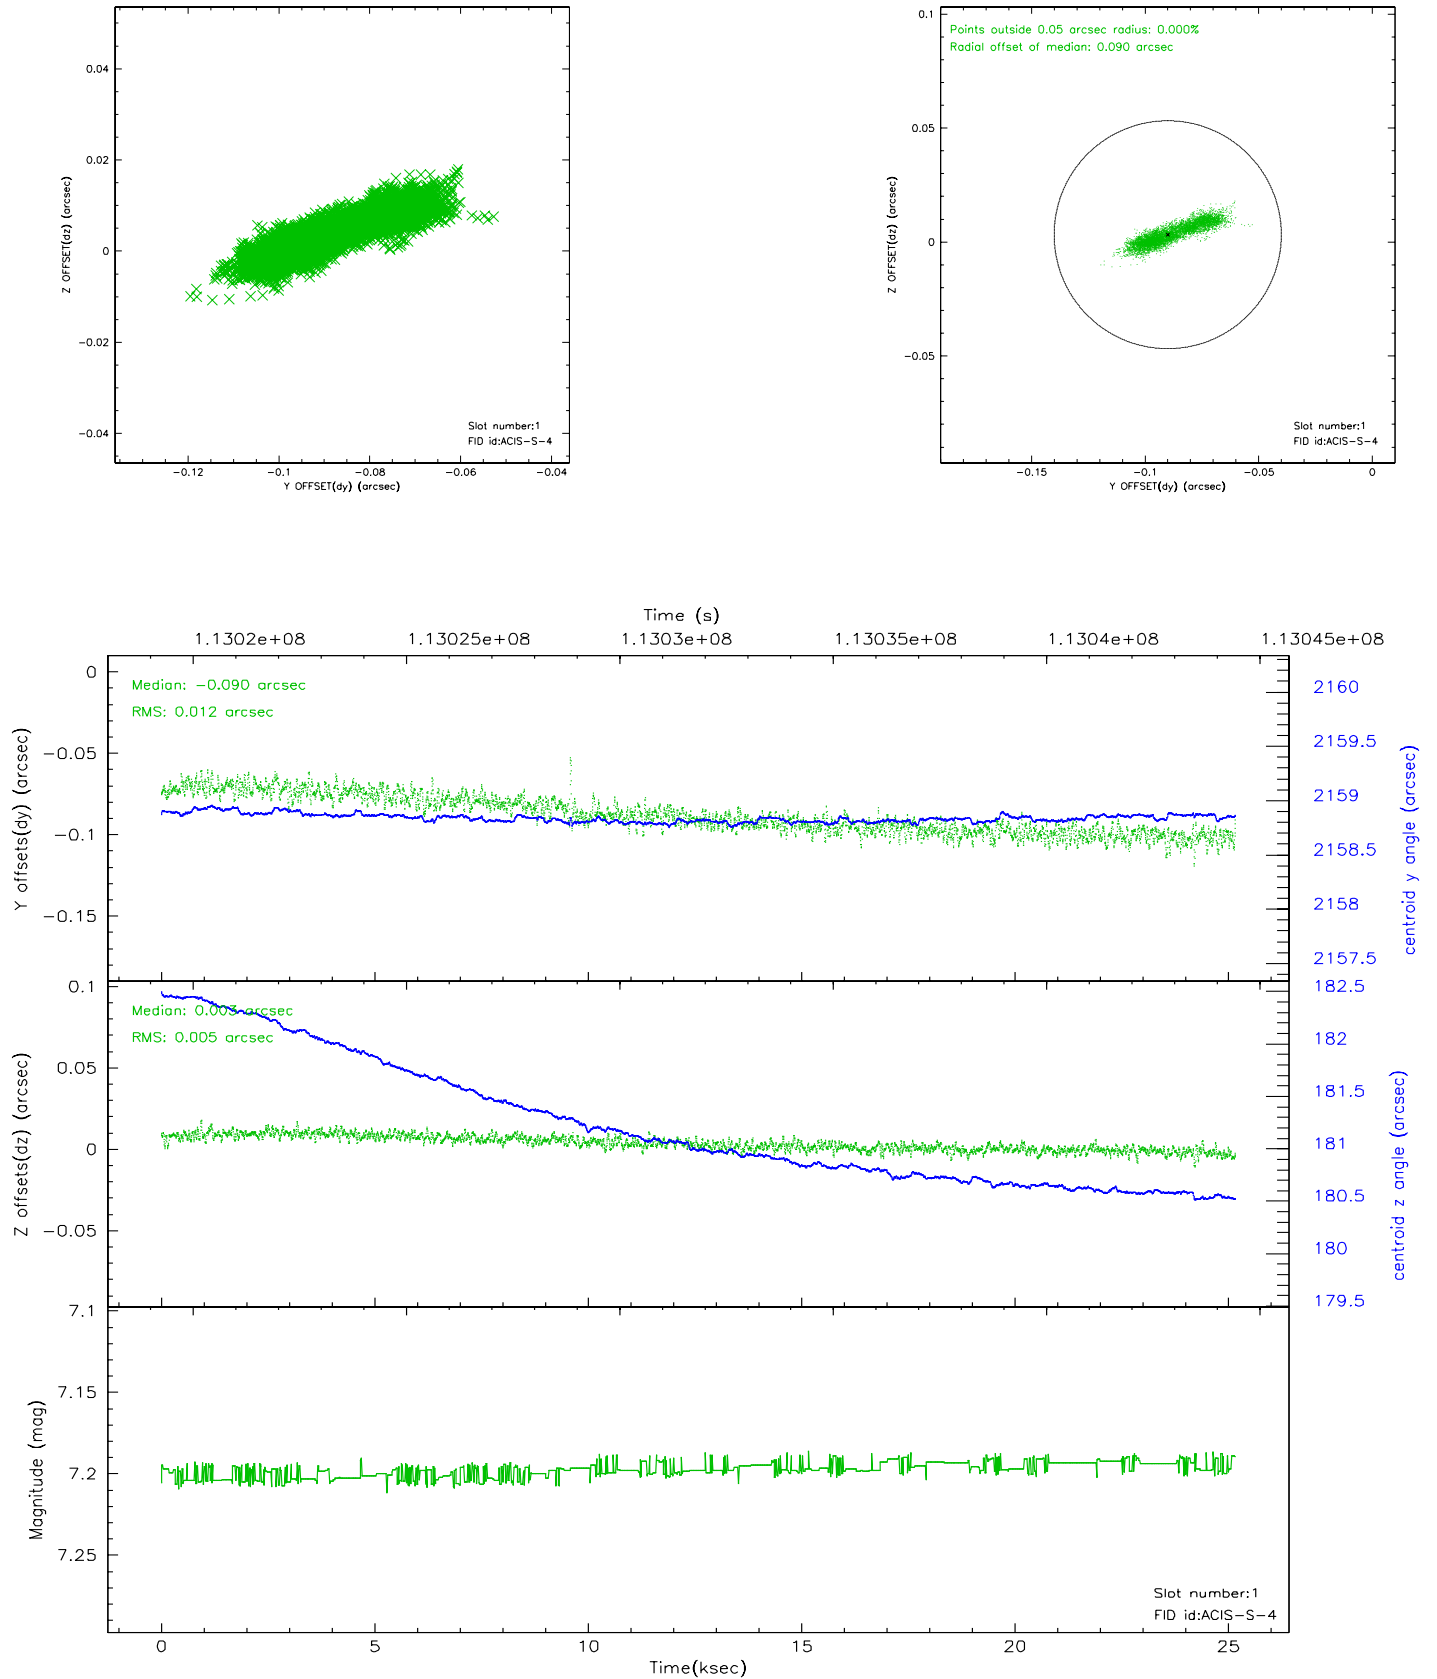 0.04
0.02
0
−0.02
−0.04
Z OFFSET(dz) (arcsec)
Slot number:1
FID id:ACIS−S−4
−0.12 −0.1 −0.08 −0.06 −0.04
Y OFFSET(dy) (arcsec)
0.1
0.05
0
−0.05
Z OFFSET(dz) (arcsec)
Points outside 0.05 arcsec radius: 0.000%
Radial offset of median: 0.090 arcsec
Slot number:1
FID id:ACIS−S−4
−0.15 −0.1 −0.05 0
Y OFFSET(dy) (arcsec)
Time (s)
1.1302e+08 1.13025e+08 1.1303e+08 1.13035e+08 1.1304e+08 1.13045e+08
0
−0.05
−0.1
−0.15
Y offsets(dy) (arcsec)
Median: −0.090 arcsec
RMS: 0.012 arcsec
2160
2159.5
2159
2158.5
2158
2157.5
centroid y angle (arcsec)
0.1
0.05
0
−0.05
Z offsets(dz) (arcsec)
Median: 0.003 arcsec
RMS: 0.005 arcsec
182.5
182
181.5
181
180.5
180
179.5
centroid z angle (arcsec)
7.1
7.15
7.2
7.25
Magnitude (mag)
Slot number:1
FID id:ACIS−S−4
0 5 10 15 20 25
Time(ksec)